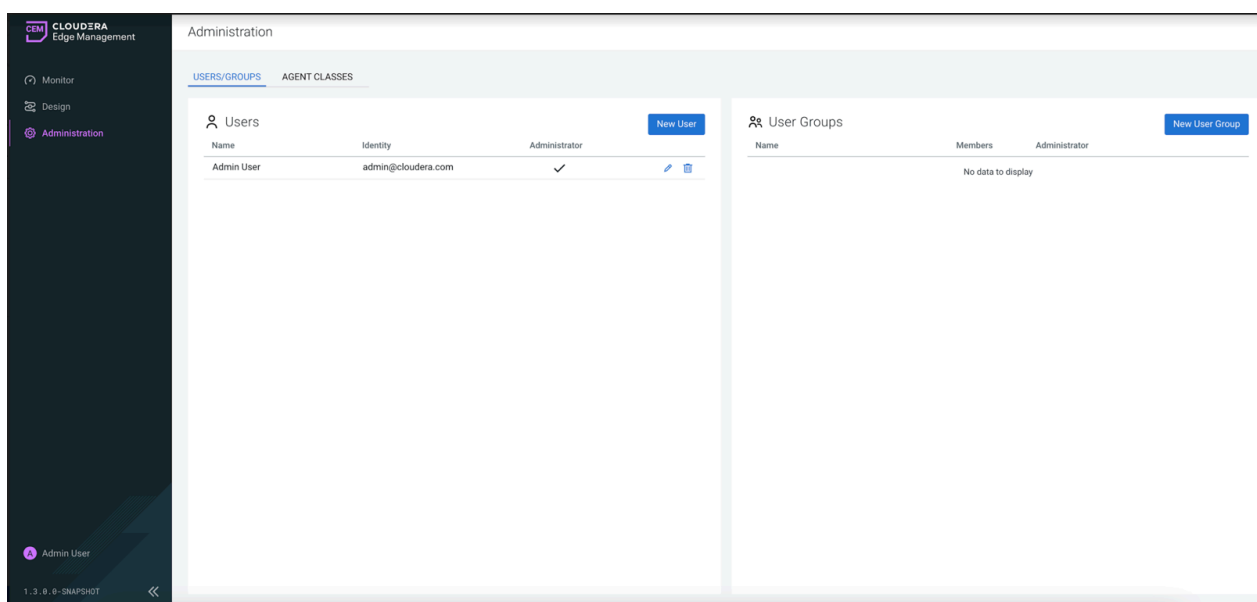 CEM
CLOUDERA
Edge Management
Monitor
Design
Administration
Admin User
1.3.0.0-SNAPSHOT
Administration
USERS/GROUPS AGENT CLASSES
Users
New User
Name Identity Administrator
Admin User admin@cloudera.com
User Groups
New User Group
Name Members Administrator
No data to display
A